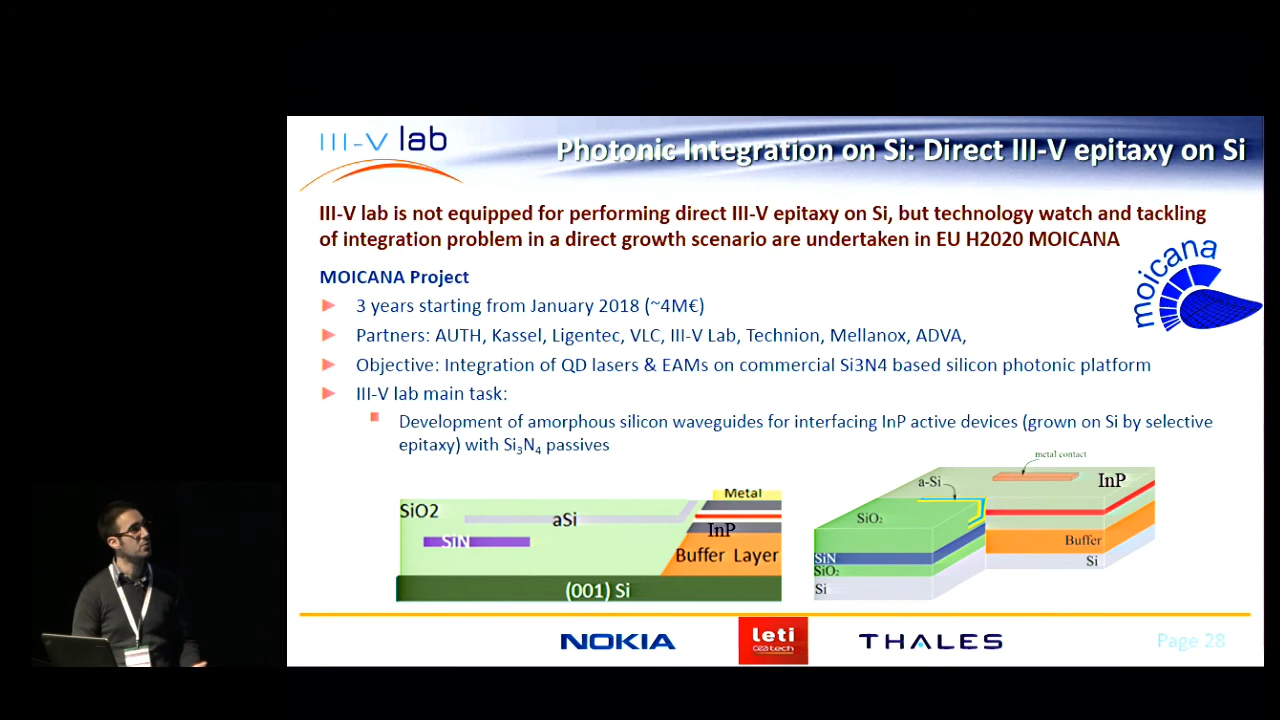 III-V lab
Photonic Integration on Si: Direct III-V epitaxy on Si
III-V lab is not equipped for performing direct III-V epitaxy on Si, but technology watch and tackling
of integration problem in a direct growth scenario are undertaken in EU H2020 MOICANA
moicana
MOICANA Project
3 years starting from January 2018 (~4M€)
Partners: AUTH, Kassel, Ligentec, VLC, III-V Lab, Technion, Mellanox, ADVA,
Objective: Integration of QD lasers & EAMs on commercial Si3N4 based silicon photonic platform
III-V lab main task:
Development of amorphous silicon waveguides for interfacing InP active devices (grown on Si by selective
epitaxy) with Si₃N₄ passives
SiO2
aSi
SiN
Metal
InP
Buffer Layer
(001) Si
metal contact
a-Si
InP
SiO₂
Buffer
SiN
Si
SiO₂
Si
NOKIA
leti
ceatech
THALES
Page 28